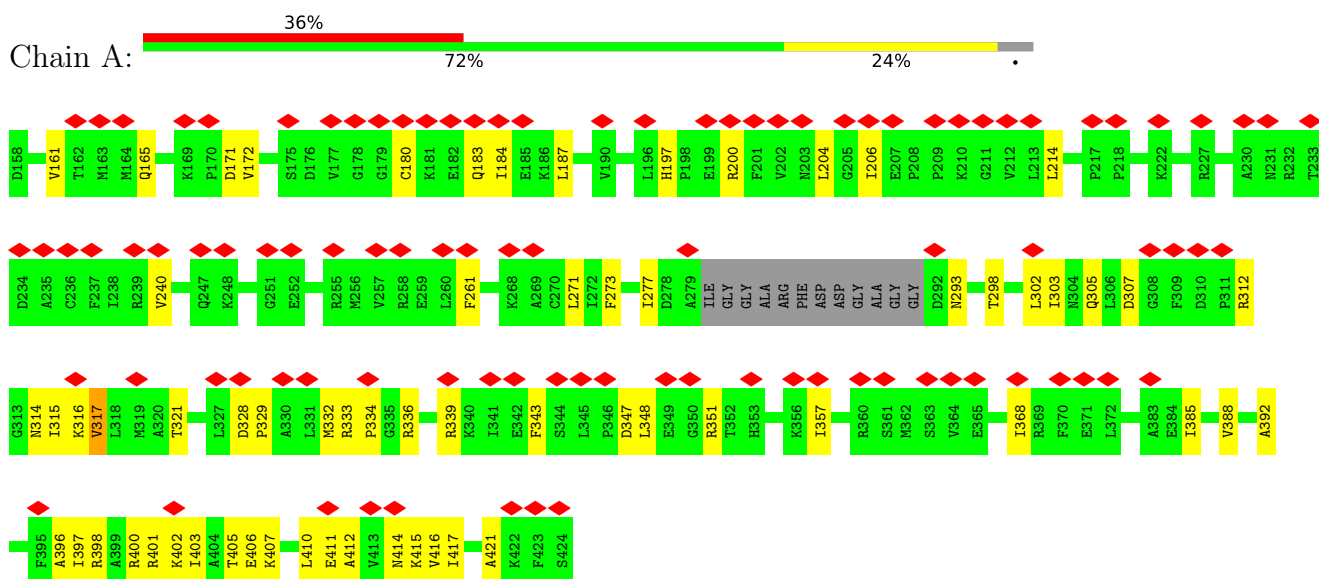 36%
Chain A:
72% 24% •
D158 V161 T162 M163 M164 Q165 K169 P170 D171 V172 S175 D176 V177 G178 G179 C180 K181 E182 Q183 I184 E185 K186 L187 V190 L196 H197 P198 E199 R200 F201 V202 N203 L204 G205 I206 E207 P208 P209 K210 G211 V212 L213 L214 P217 P218 K222 R227 A230 N231 R232 T233
D234 A235 C236 F237 I238 R239 V240 Q247 K248 G251 E252 R255 M256 V257 R258 E259 L260 F261 K268 A269 C270 L271 I272 F273 I277 D278 A279 ILE GLY GLY ALA ARG PHE ASP ASP GLY ALA GLY GLY D292 N293 T298 L302 I303 N304 Q305 L306 D307 G308 F309 D310 P311 R312
G313 N314 I315 K316 V317 L318 M319 A320 T321 L327 D328 P329 A330 L331 M332 R333 P334 G335 R336 R339 K340 I341 E342 F343 S344 L345 P346 D347 L348 E349 G350 R351 T352 H353 K356 I357 R360 S361 M362 S363 V364 E365 I368 R369 F370 E371 L372 A383 E384 I385 V388 A392
F395 A396 I397 R398 A399 R400 R401 K402 I403 A404 T405 E406 K407 L410 E411 A412 V413 N414 K415 V416 I417 A421 K422 F423 S424